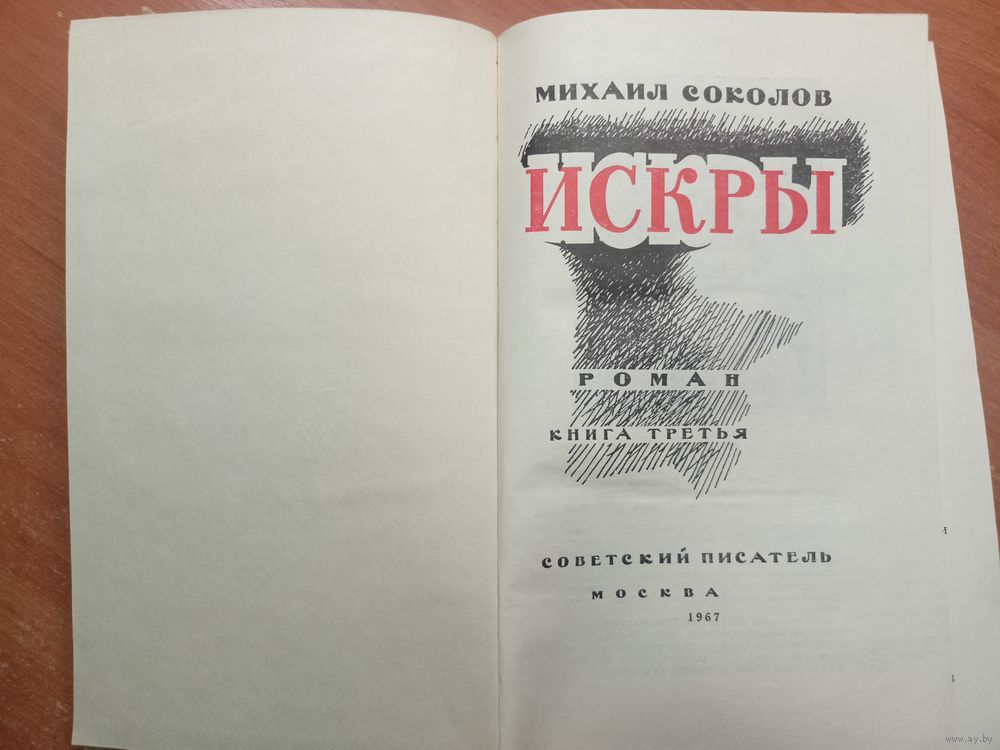 МИХАИЛ СОКОЛОВ
ИСКРЫ
РОМАН
КНИГА ТРЕТЬЯ
СОВЕТСКИЙ ПИСАТЕЛЬ
МОСКВА
1967
www.ay.by